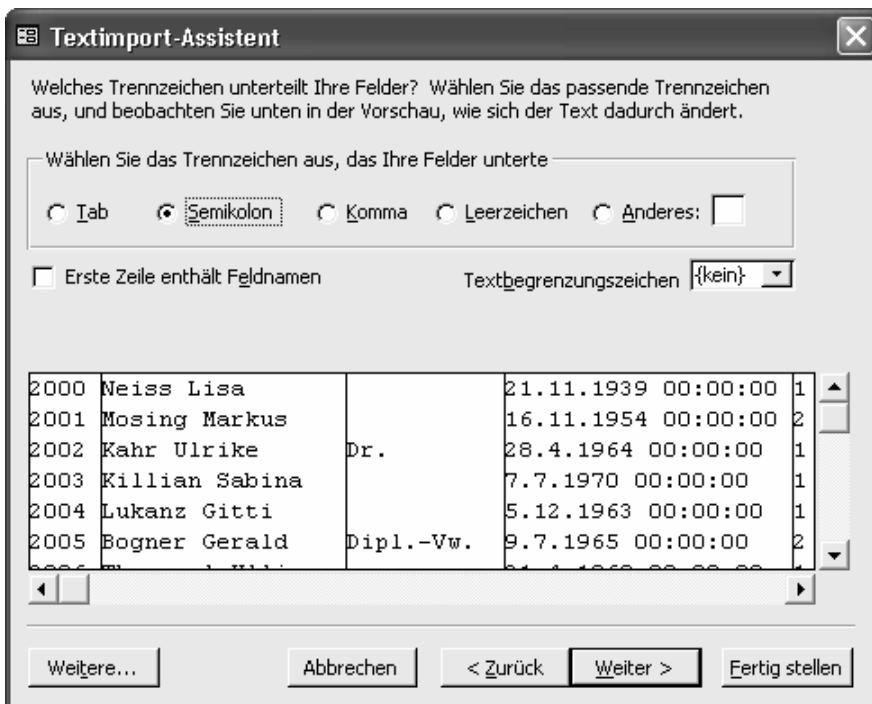 Textimport-Assistent
Welches Trennzeichen unterteilt Ihre Felder? Wählen Sie das passende Trennzeichen
aus, und beobachten Sie unten in der Vorschau, wie sich der Text dadurch ändert.
Wählen Sie das Trennzeichen aus, das Ihre Felder unterte
Tab Semikolon Komma Leerzeichen Anderes:
Erste Zeile enthält Feldnamen Textbegrenzungszeichen {kein}
2000 Neiss Lisa 21.11.1939 00:00:00 1
2001 Mosing Markus 16.11.1954 00:00:00 2
2002 Kahr Ulrike Dr. 28.4.1964 00:00:00 1
2003 Killian Sabina 7.7.1970 00:00:00 1
2004 Lukanz Gitti 5.12.1963 00:00:00 1
2005 Bogner Gerald Dipl.-Vw. 9.7.1965 00:00:00 2
Weitere... Abbrechen < Zurück Weiter > Fertig stellen